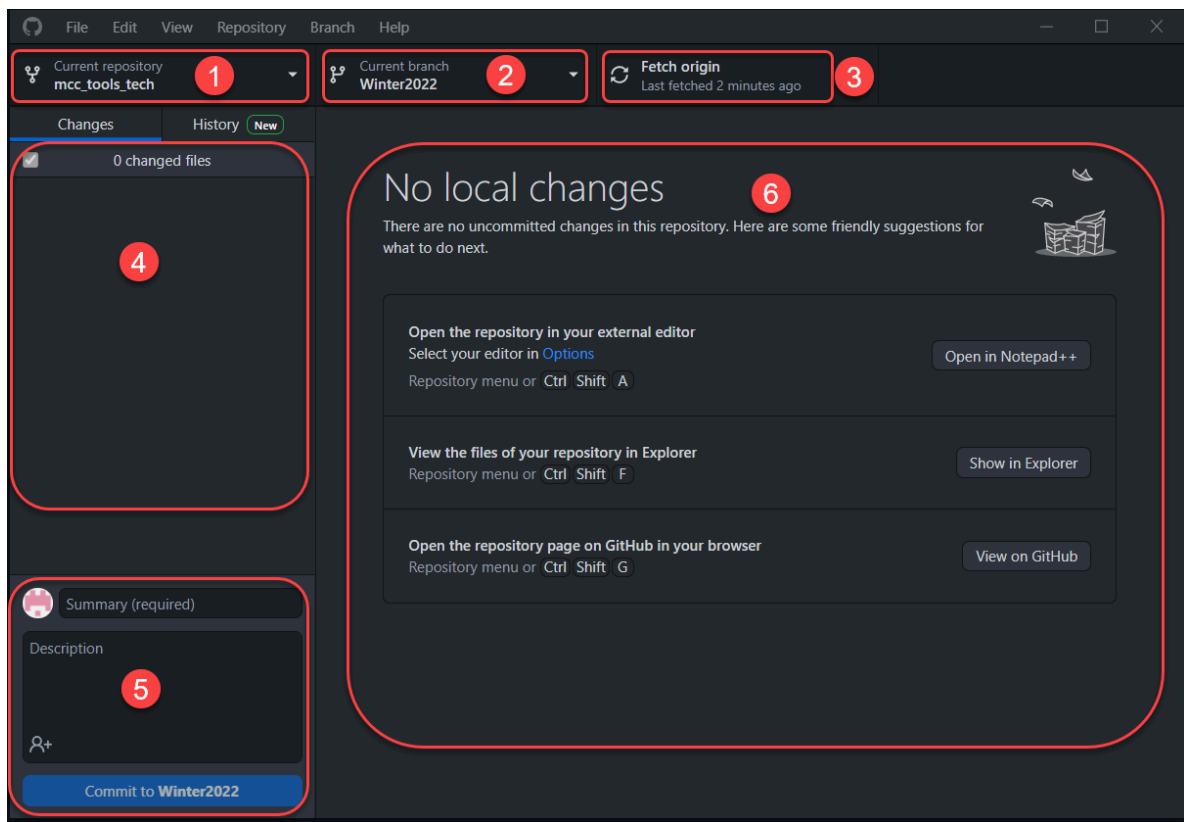 File Edit View Repository Branch Help
Current repository
mcc_tools_tech
1
Current branch
Winter2022
2
Fetch origin
Last fetched 2 minutes ago
3
Changes
History New
0 changed files
4
No local changes
6
There are no uncommitted changes in this repository. Here are some friendly suggestions for
what to do next.
Open the repository in your external editor
Select your editor in Options
Repository menu or Ctrl Shift A
Open in Notepad++
View the files of your repository in Explorer
Repository menu or Ctrl Shift F
Show in Explorer
Open the repository page on GitHub in your browser
Repository menu or Ctrl Shift G
View on GitHub
Summary (required)
Description
5
Commit to Winter2022